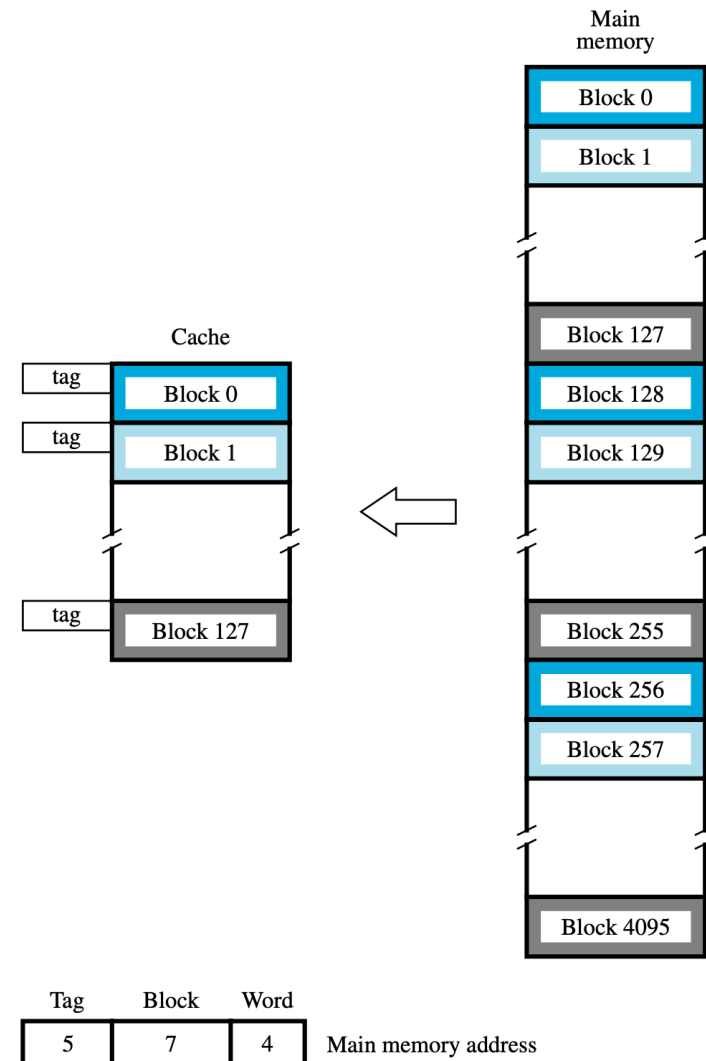 Main
memory
Block 0
Block 1
Block 127
Block 128
Block 129
Block 255
Block 256
Block 257
Block 4095
Cache
tag
Block 0
tag
Block 1
tag
Block 127
Tag Block Word
5 7 4 Main memory address